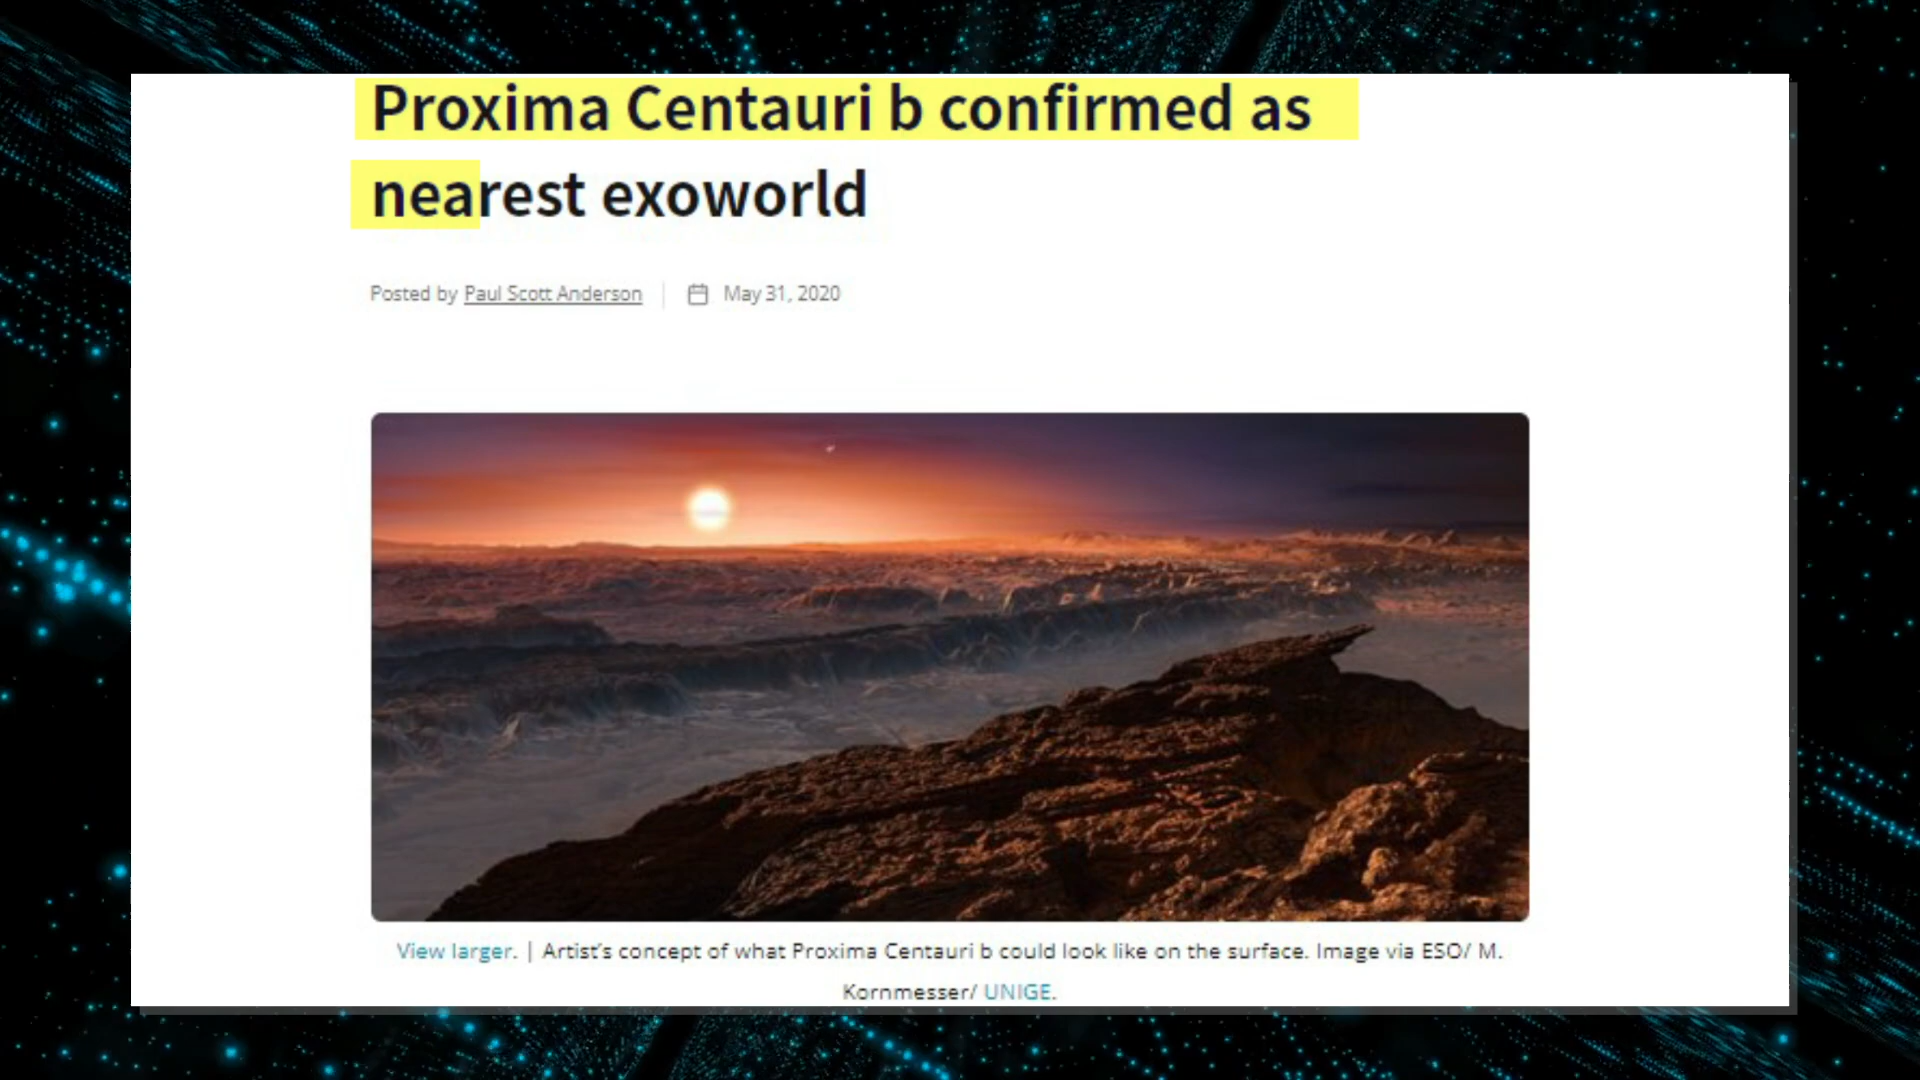 Proxima Centauri b confirmed as
nearest exoworld
Posted by Paul Scott Anderson | May 31, 2020
View larger. | Artist's concept of what Proxima Centauri b could look like on the surface. Image via ESO/ M.
Kornmesser/ UNIGE.